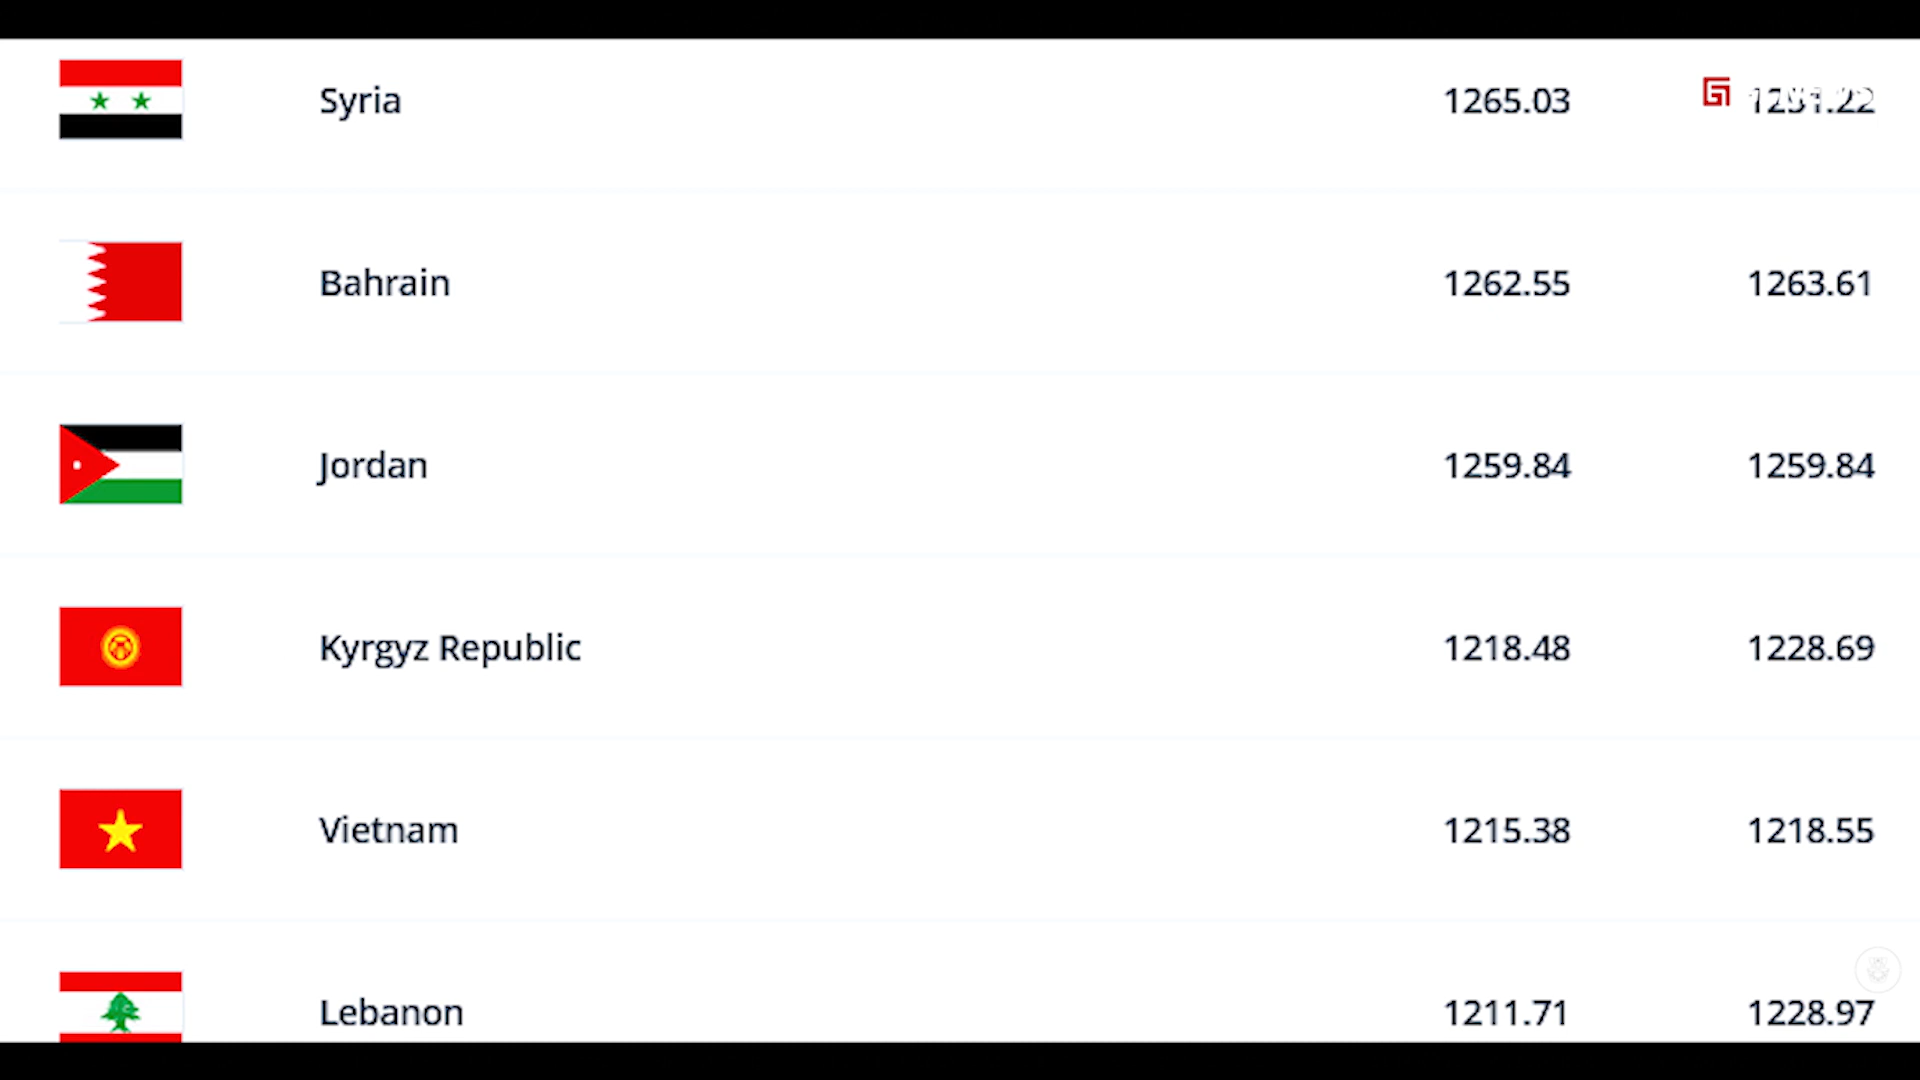 Syria 1265.03
Bahrain 1262.55 1263.61
Jordan 1259.84 1259.84
Kyrgyz Republic 1218.48 1228.69
Vietnam 1215.38 1218.55
Lebanon 1211.71 1228.97